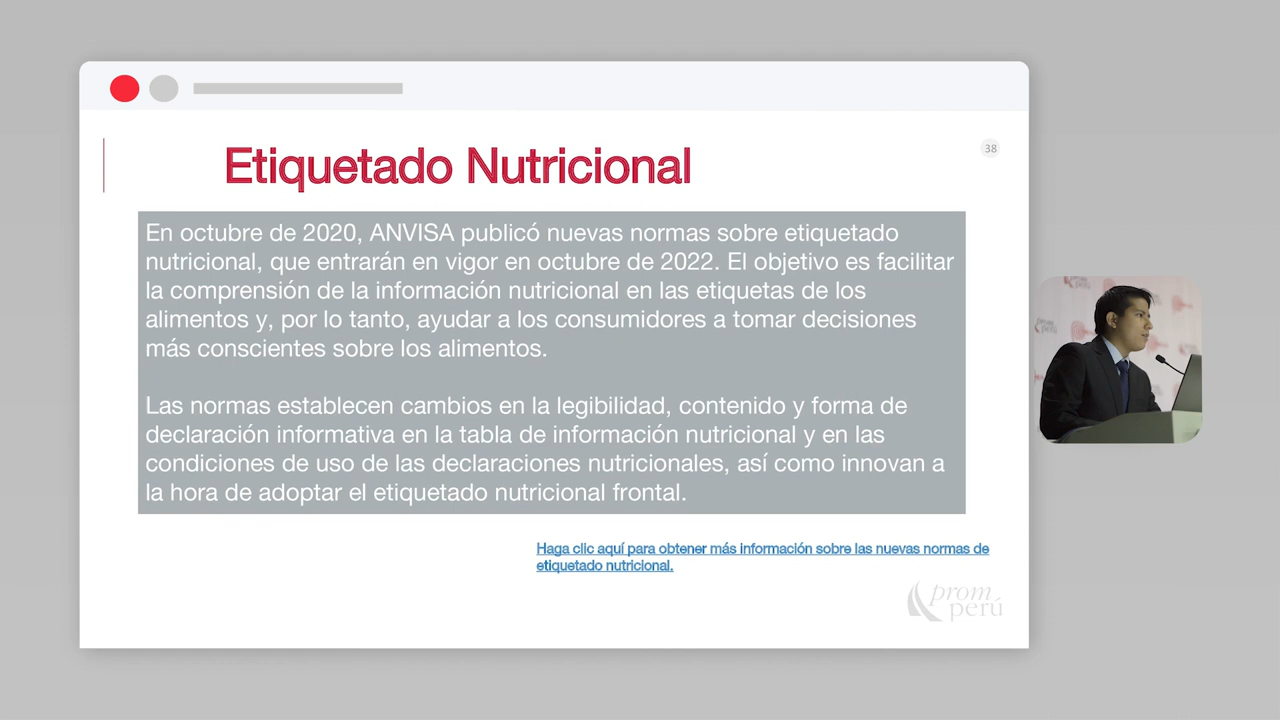 Etiquetado Nutricional
38
En octubre de 2020, ANVISA publicó nuevas normas sobre etiquetado
nutricional, que entrarán en vigor en octubre de 2022. El objetivo es facilitar
la comprensión de la información nutricional en las etiquetas de los
alimentos y, por lo tanto, ayudar a los consumidores a tomar decisiones
más conscientes sobre los alimentos.
Las normas establecen cambios en la legibilidad, contenido y forma de
declaración informativa en la tabla de información nutricional y en las
condiciones de uso de las declaraciones nutricionales, así como innovan a
la hora de adoptar el etiquetado nutricional frontal.
Haga clic aquí para obtener más información sobre las nuevas normas de
etiquetado nutricional.
prom
perú